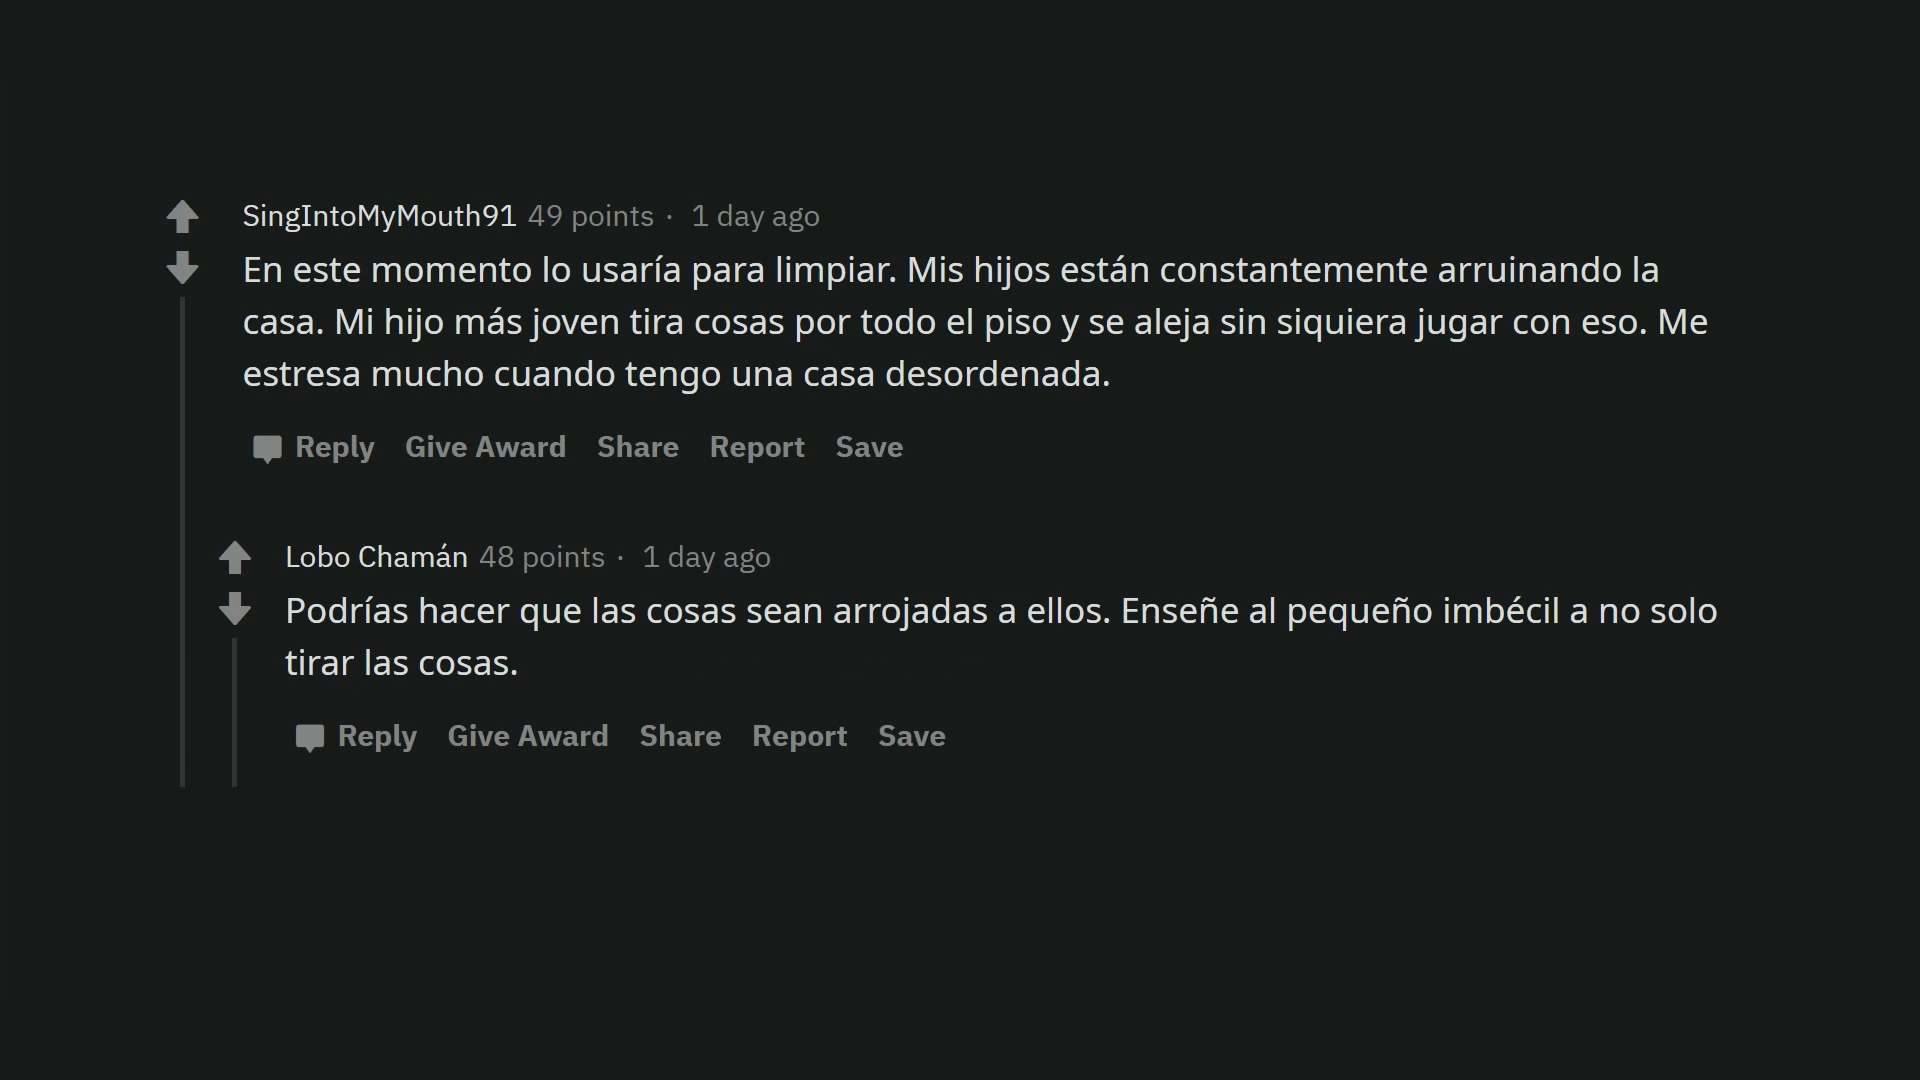 SingIntoMyMouth91 49 points · 1 day ago
En este momento lo usaría para limpiar. Mis hijos están constantemente arruinando la
casa. Mi hijo más joven tira cosas por todo el piso y se aleja sin siquiera jugar con eso. Me
estresa mucho cuando tengo una casa desordenada.
Reply Give Award Share Report Save
Lobo Chamán 48 points · 1 day ago
Podrías hacer que las cosas sean arrojadas a ellos. Enseñe al pequeño imbécil a no solo
tirar las cosas.
Reply Give Award Share Report Save